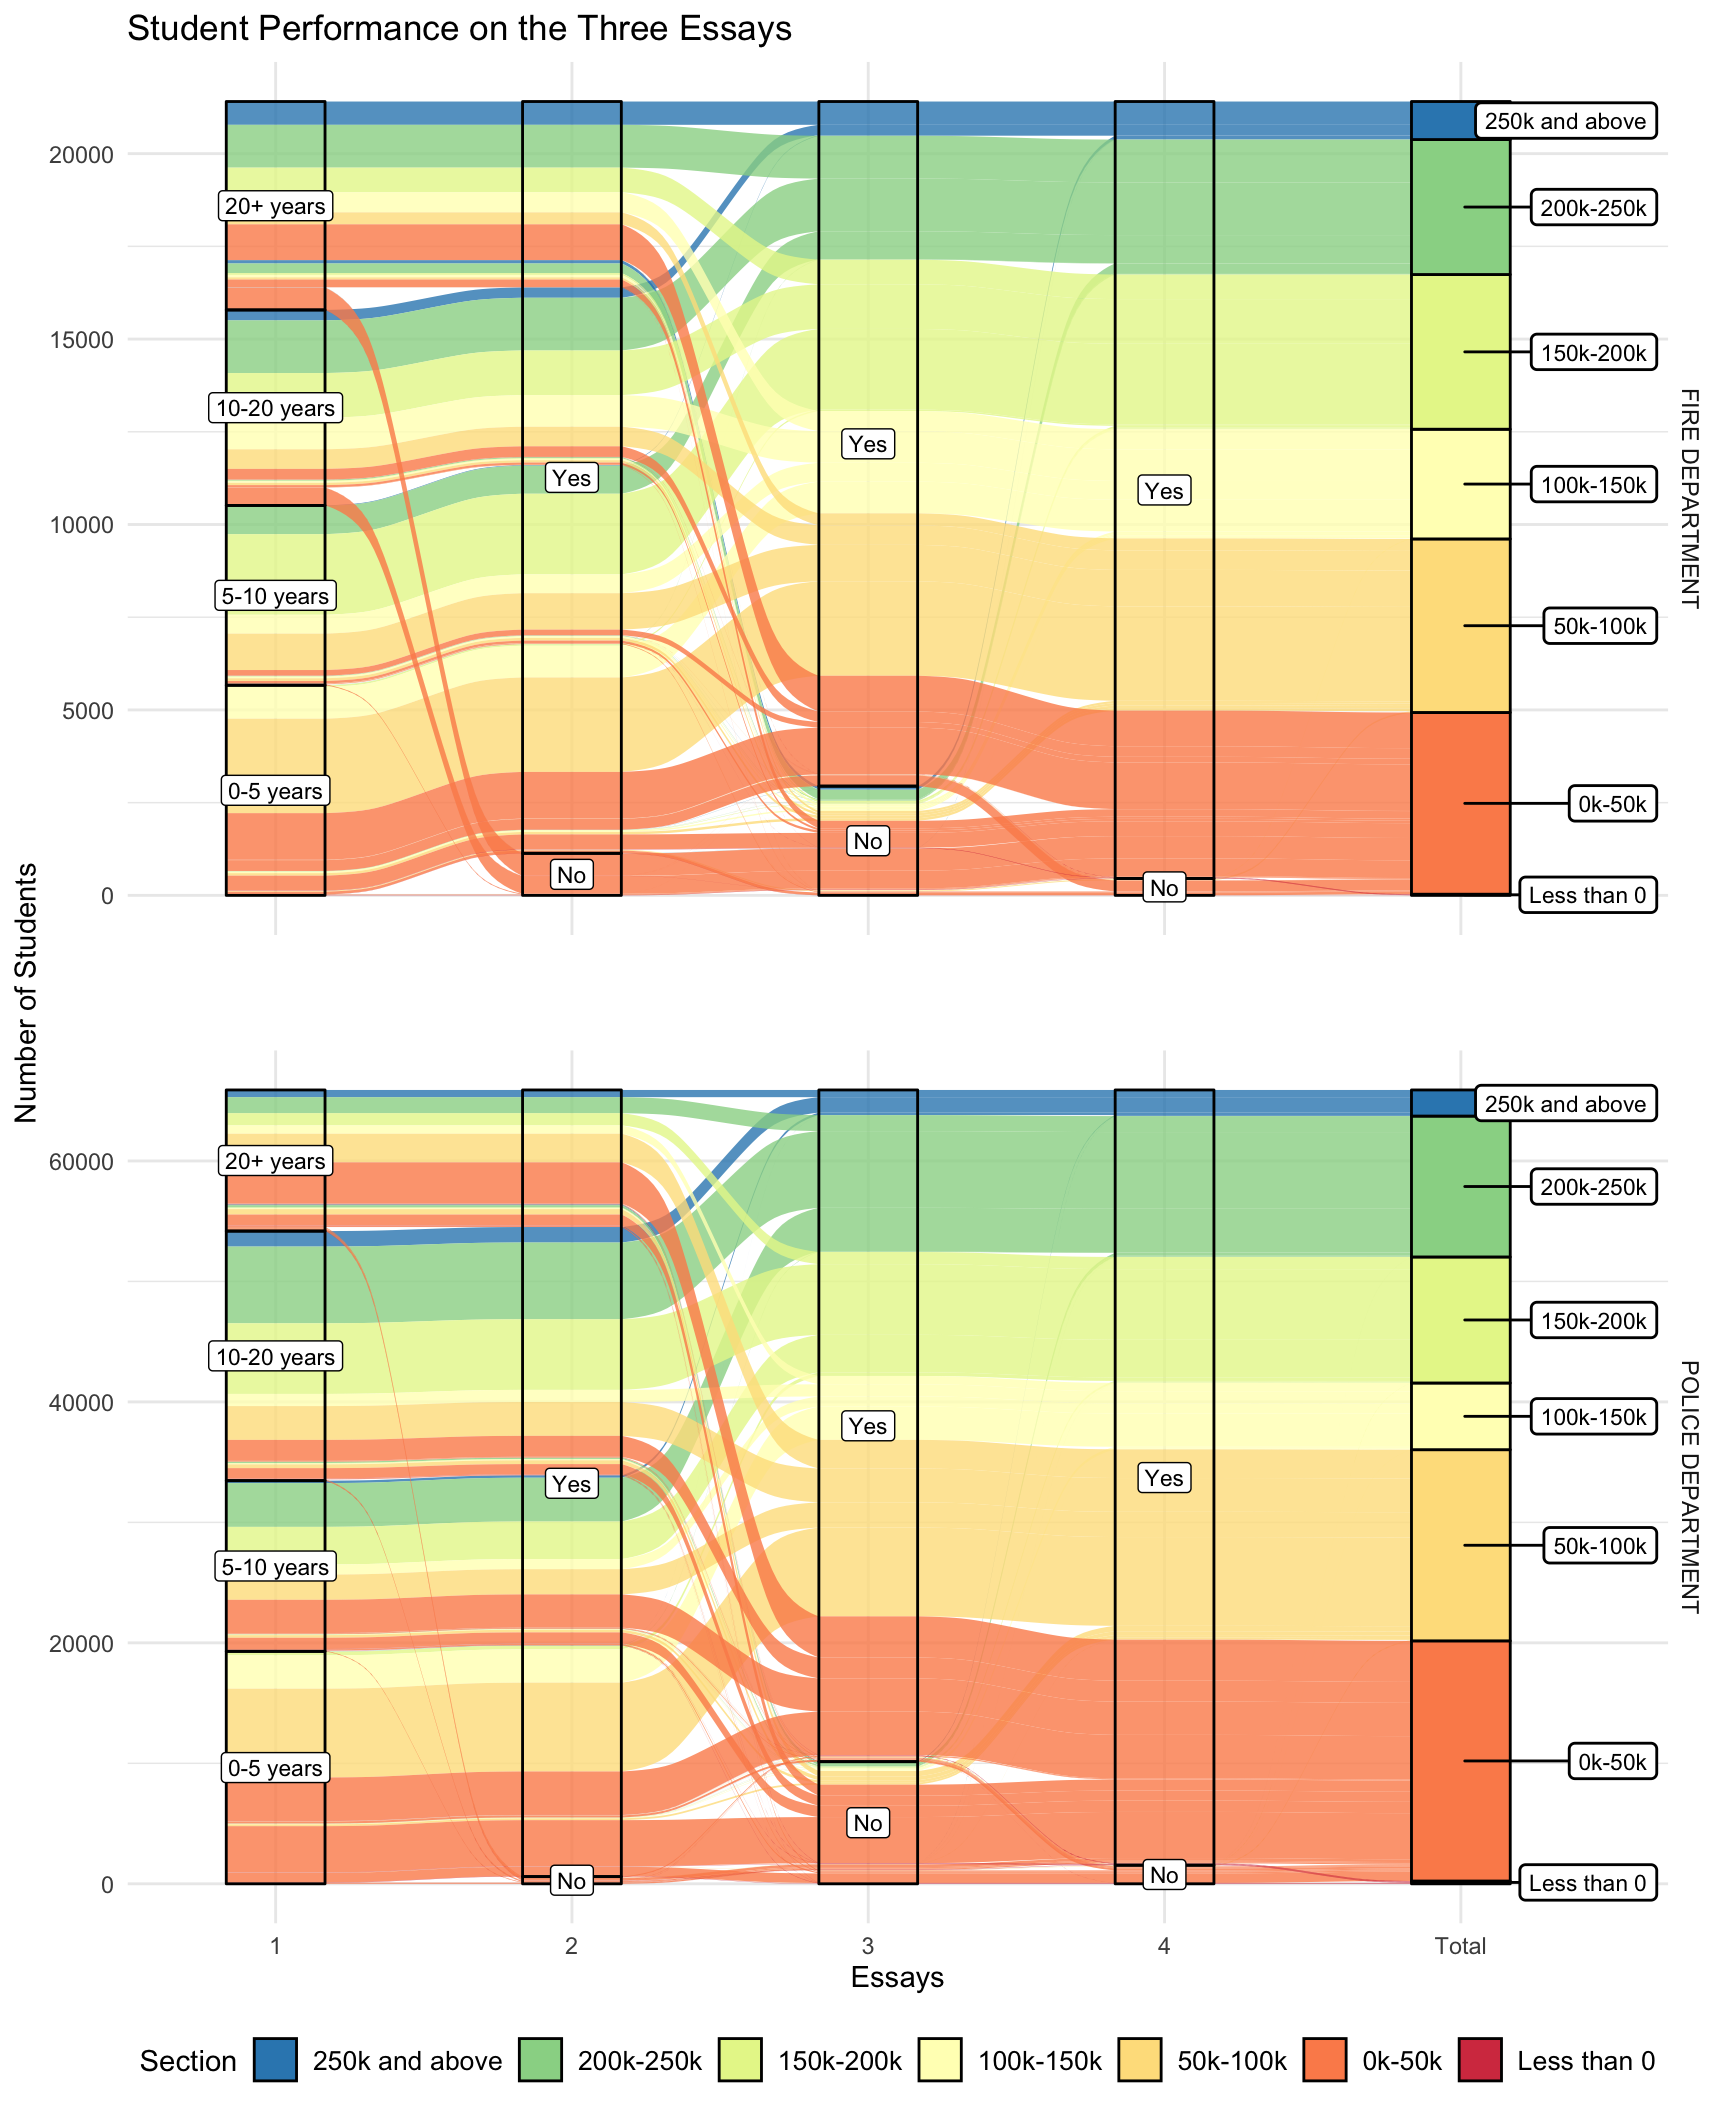 Student Performance on the Three Essays
20000
15000
10000
5000
0
20+ years
10-20 years
5-10 years
0-5 years
Yes
No
Yes
No
Yes
No
250k and above
200k-250k
150k-200k
100k-150k
50k-100k
0k-50k
Less than 0
FIRE DEPARTMENT
Number of Students
60000
40000
20000
0
20+ years
10-20 years
5-10 years
0-5 years
Yes
No
Yes
No
Yes
No
250k and above
200k-250k
150k-200k
100k-150k
50k-100k
0k-50k
Less than 0
POLICE DEPARTMENT
1 2 3 4 Total
Essays
Section 250k and above 200k-250k 150k-200k 100k-150k 50k-100k 0k-50k Less than 0